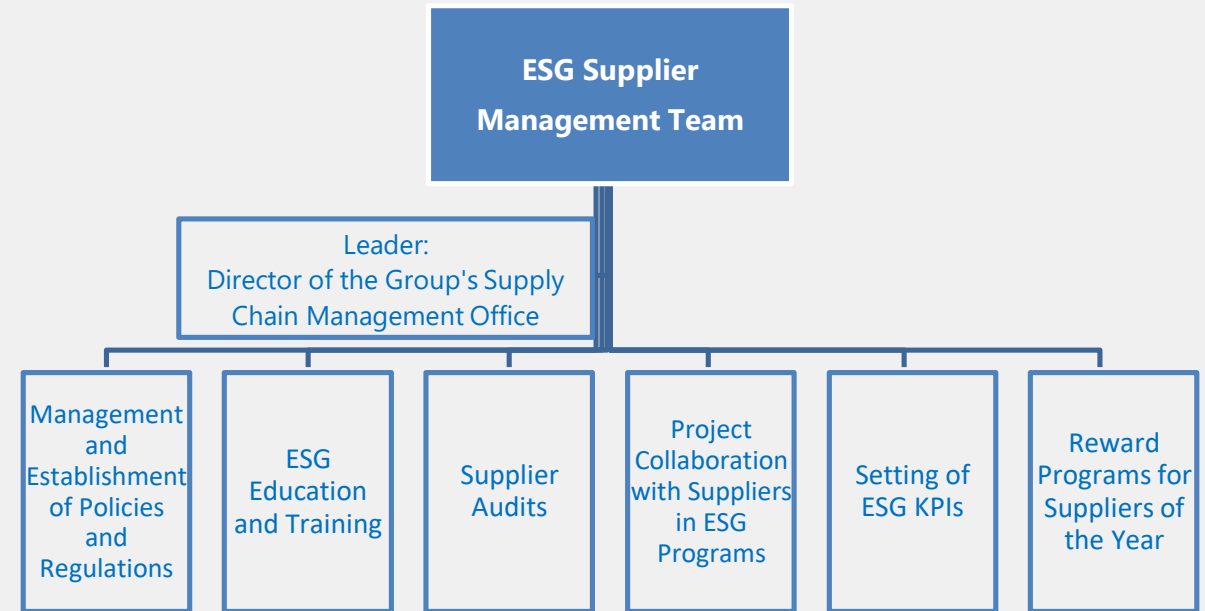 ESG Supplier
Management Team
Leader:
Director of the Group's Supply
Chain Management Office
Management
and
Establishment
of Policies
and
Regulations
ESG
Education
and Training
Supplier
Audits
Project
Collaboration
with Suppliers
in ESG
Programs
Setting of
ESG KPIs
Reward
Programs for
Suppliers of
the Year